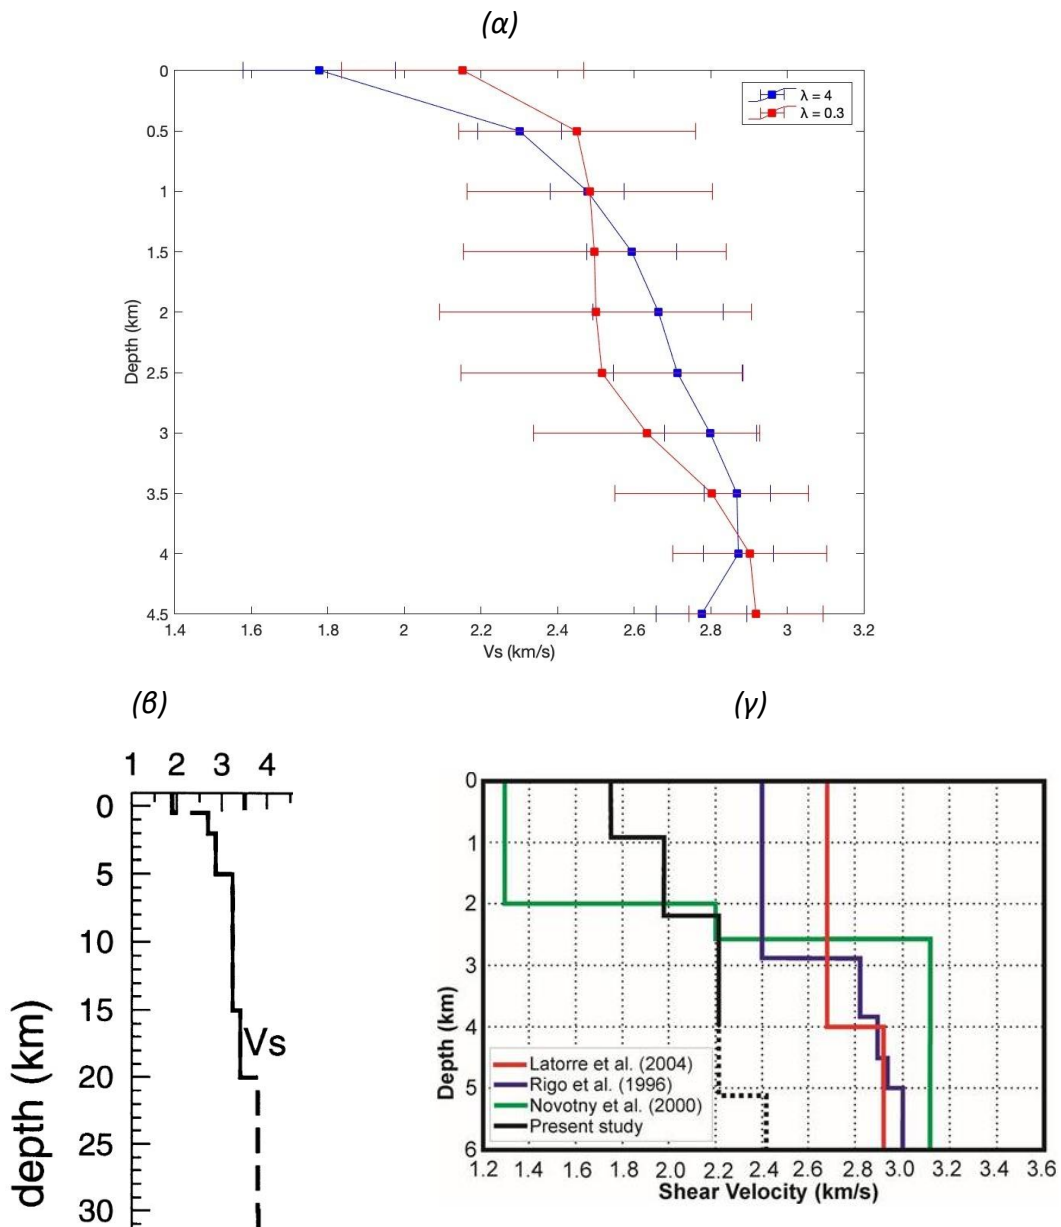 (α)
0
0.5
1
1.5
2
2.5
3
3.5
4
4.5
Depth (km)
λ = 4
λ = 0.3
1.4 1.6 1.8 2 2.2 2.4 2.6 2.8 3 3.2
Vs (km/s)
(β)
1 2 3 4
0
5
10
15
20
25
30
depth (km)
Vs
(γ)
0
1
2
3
4
5
6
Depth (km)
Latorre et al. (2004)
Rigo et al. (1996)
Novotny et al. (2000)
Present study
1.2 1.4 1.6 1.8 2.0 2.2 2.4 2.6 2.8 3.0 3.2 3.4 3.6
Shear Velocity (km/s)